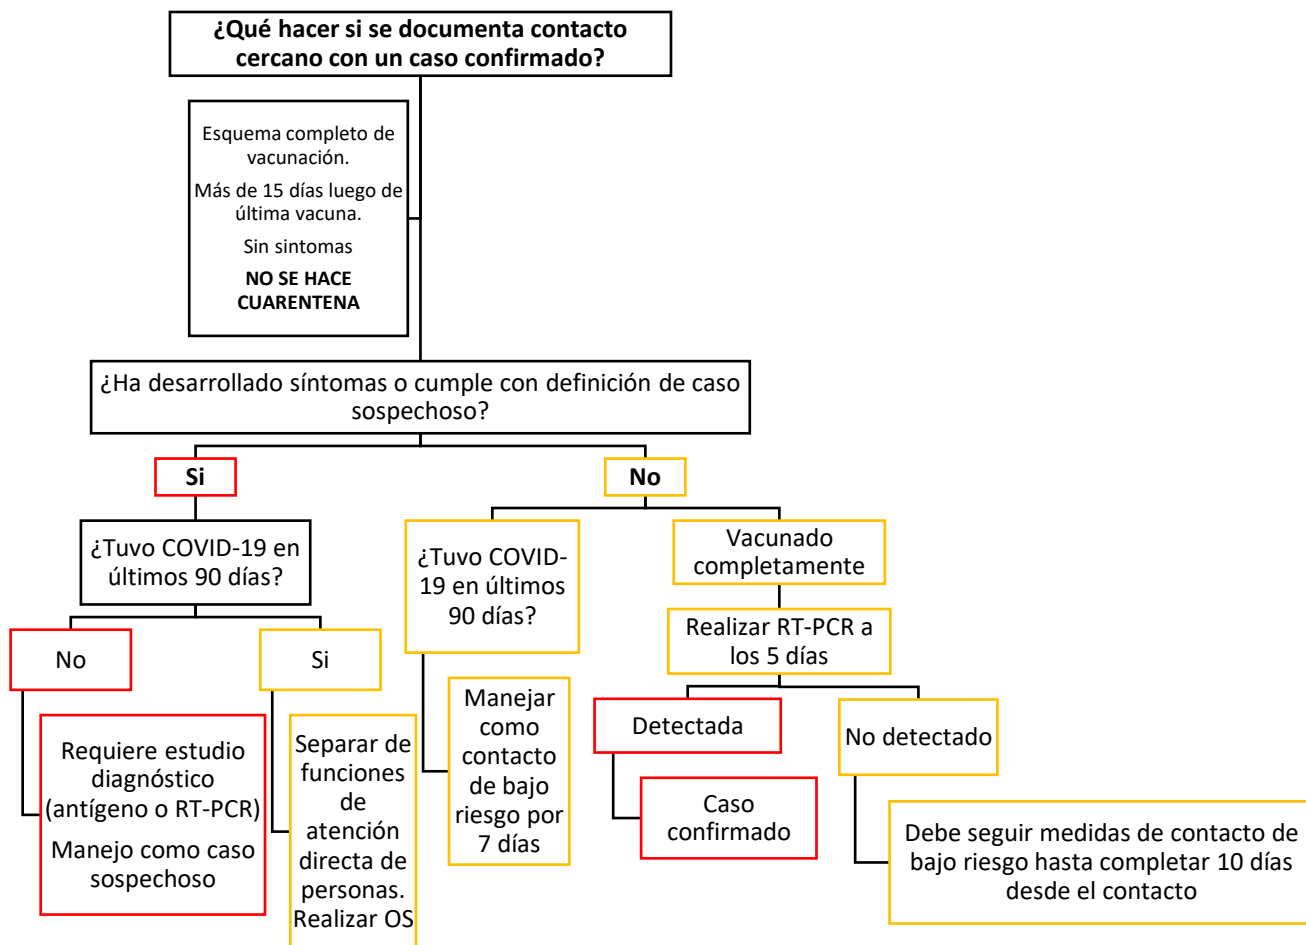 ¿Qué hacer si se documenta contacto
cercano con un caso confirmado?
Esquema completo de
vacunación.
Más de 15 días luego de
última vacuna.
Sin sintomas
NO SE HACE
CUARENTENA
¿Ha desarrollado síntomas o cumple con definición de caso
sospechoso?
Si
No
¿Tuvo COVID-19 en
últimos 90 días?
¿Tuvo COVID-
19 en últimos
90 días?
Vacunado
completamente
No
Si
Realizar RT-PCR a
los 5 días
Requiere estudio
diagnóstico
(antígeno o RT-PCR)
Manejo como caso
sospechoso
Separar de
funciones
de
atención
directa de
personas.
Realizar OS
Manejar
como
contacto
de bajo
riesgo por
7 días
Detectada
No detectado
Caso
confirmado
Debe seguir medidas de contacto de
bajo riesgo hasta completar 10 días
desde el contacto